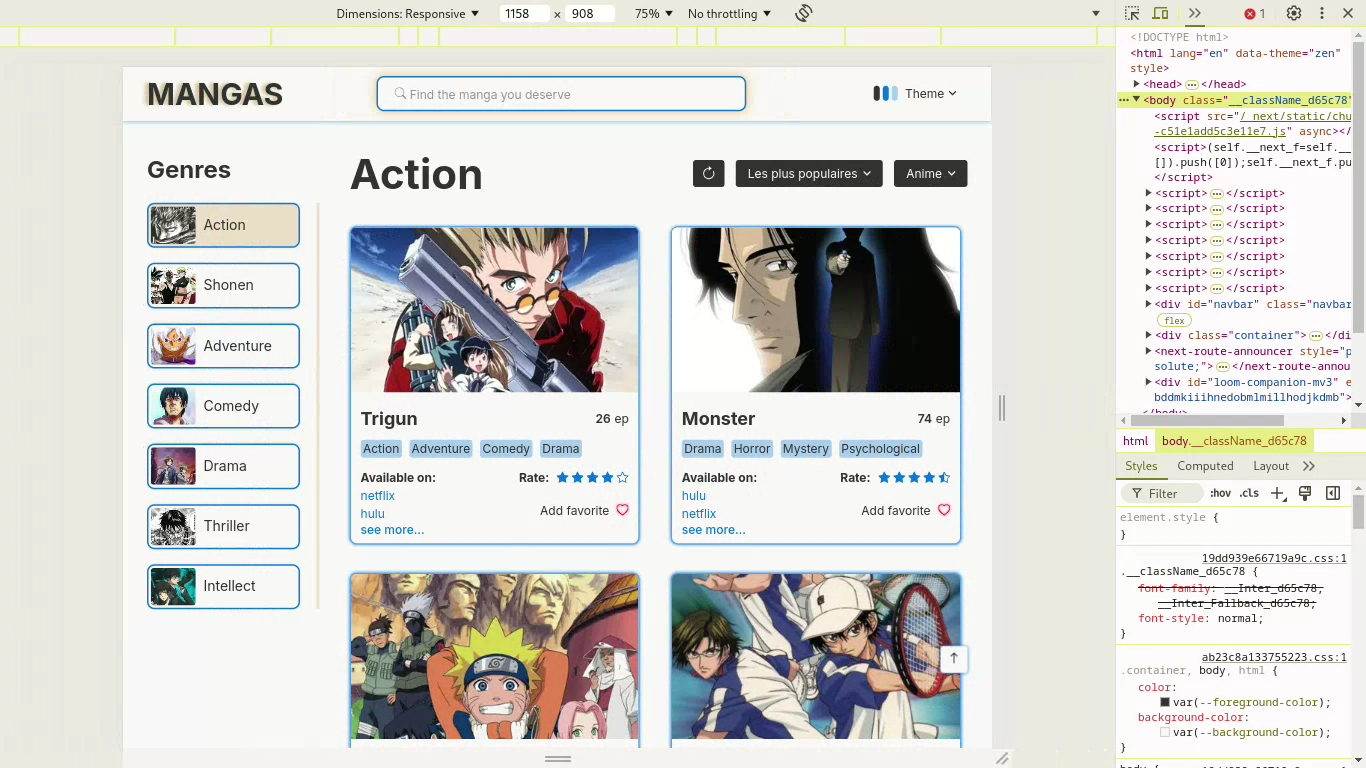 Dimensions: Responsive 1158 × 908 75% No throttling
1
MANGAS
Find the manga you deserve
Theme
Genres
Action
Shonen
Adventure
Comedy
Drama
Thriller
Intellect
Action
Les plus populaires
Anime
Trigun
26 ep
Action Adventure Comedy Drama
Available on:
Rate:
netflix
hulu
Add favorite
see more...
Monster
74 ep
Drama Horror Mystery Psychological
Available on:
Rate:
hulu
netflix
Add favorite
see more...
<!DOCTYPE html>
<html lang="en" data-theme="zen"
style>
<head> ··· </head>
··· <body class="__className_d65c78"
<script src="/_next/static/chu
-c51e1add5c3e11e7.js" async></
<script>(self.__next_f=self.__
[]).push([0]);self.__next_f.pu
</script>
<script> ··· </script>
<script> ··· </script>
<script> ··· </script>
<script> ··· </script>
<script> ··· </script>
<script> ··· </script>
<script> ··· </script>
<div id="navbar" class="navbar
flex
<div class="container"> ··· </di
<next-route-announcer style="p
solute;"> ··· </next-route-annou
<div id="loom-companion-mv3" e
bddmkiiihnedobmlmillhodjkdmb">
</body>
html body.__className_d65c78
Styles Computed Layout
Filter :hov .cls
element.style {
}
19dd939e66719a9c.css:1
.__className_d65c78 {
font-family: __Inter_d65c78,
__Inter_Fallback_d65c78;
font-style: normal;
}
ab23c8a133755223.css:1
.container, body, html {
color:
var(--foreground-color);
background-color:
var(--background-color);
}